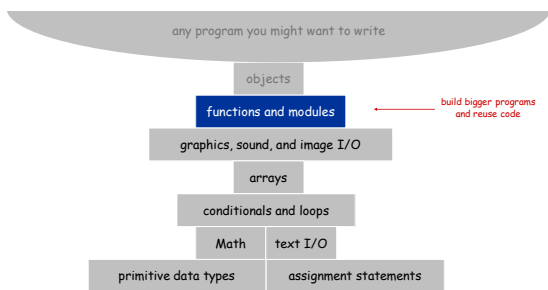 any program you might want to write
objects
functions and modules
build bigger programs
and reuse code
graphics, sound, and image I/O
arrays
conditionals and loops
Math
text I/O
primitive data types
assignment statements